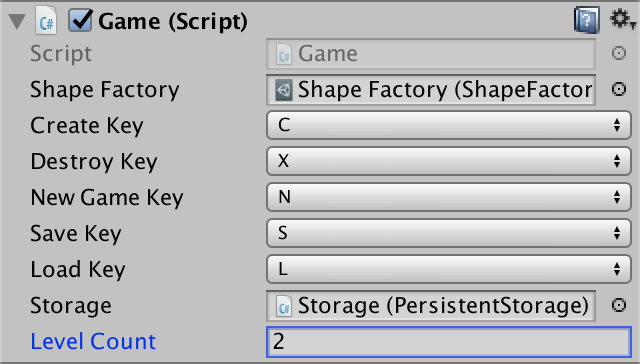 Game (Script)
Script Game
Shape Factory Shape Factory (ShapeFactor
Create Key C
Destroy Key X
New Game Key N
Save Key S
Load Key L
Storage Storage (PersistentStorage)
Level Count 2